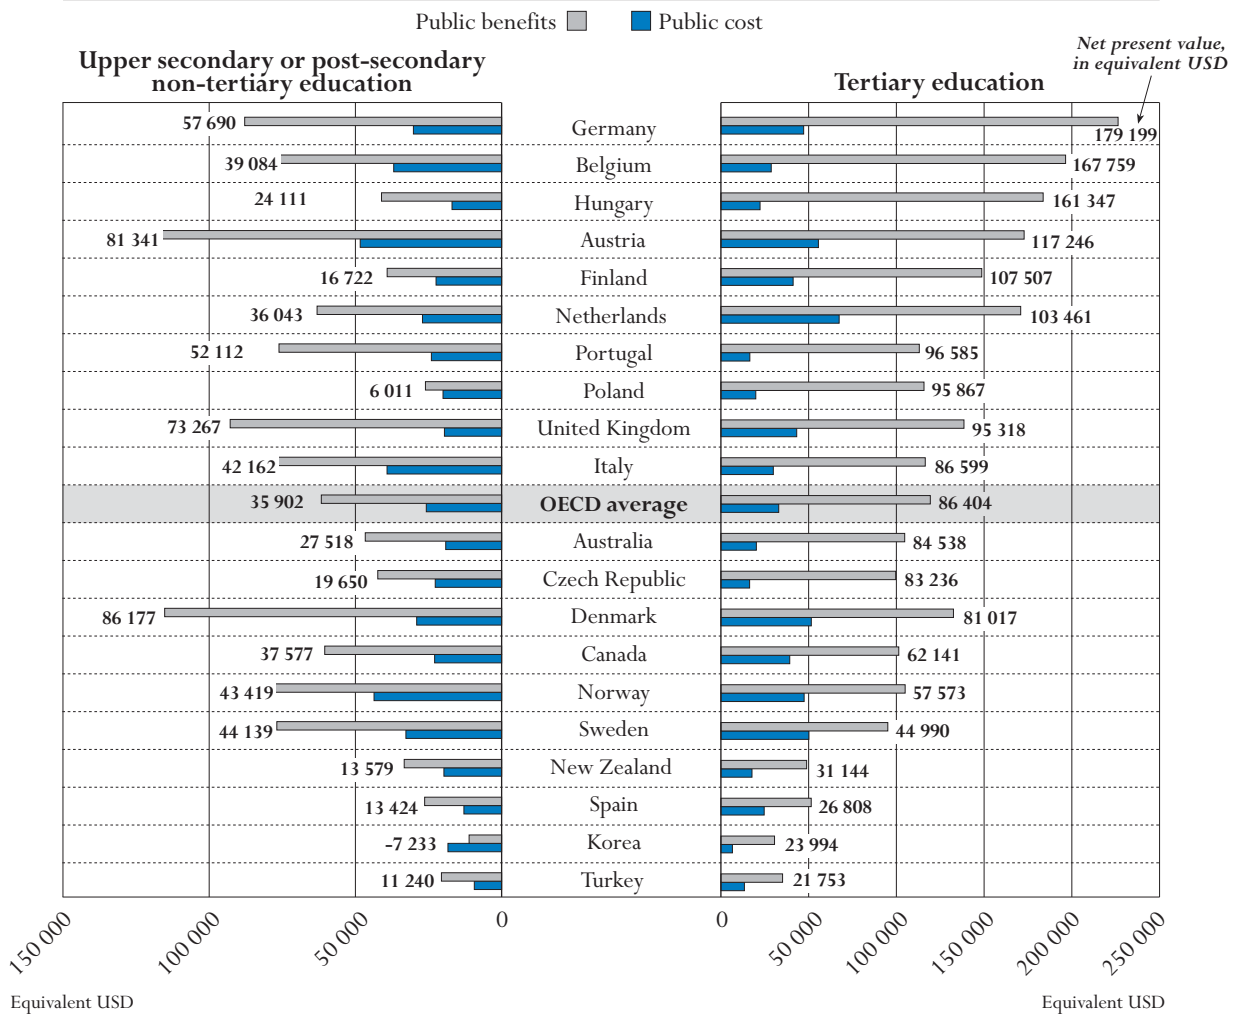 Public benefits Public cost
Net present value,
in equivalent USD
Upper secondary or post-secondary
non-tertiary education
Tertiary education
57 690 Germany 179 199
39 084 Belgium 167 759
24 111 Hungary 161 347
81 341 Austria 117 246
16 722 Finland 107 507
36 043 Netherlands 103 461
52 112 Portugal 96 585
6 011 Poland 95 867
73 267 United Kingdom 95 318
42 162 Italy 86 599
35 902 OECD average 86 404
27 518 Australia 84 538
19 650 Czech Republic 83 236
86 177 Denmark 81 017
37 577 Canada 62 141
43 419 Norway 57 573
44 139 Sweden 44 990
13 579 New Zealand 31 144
13 424 Spain 26 808
-7 233 Korea 23 994
11 240 Turkey 21 753
150 000 100 000 50 000 0 0 50 000 100 000 150 000 200 000 250 000
Equivalent USD Equivalent USD